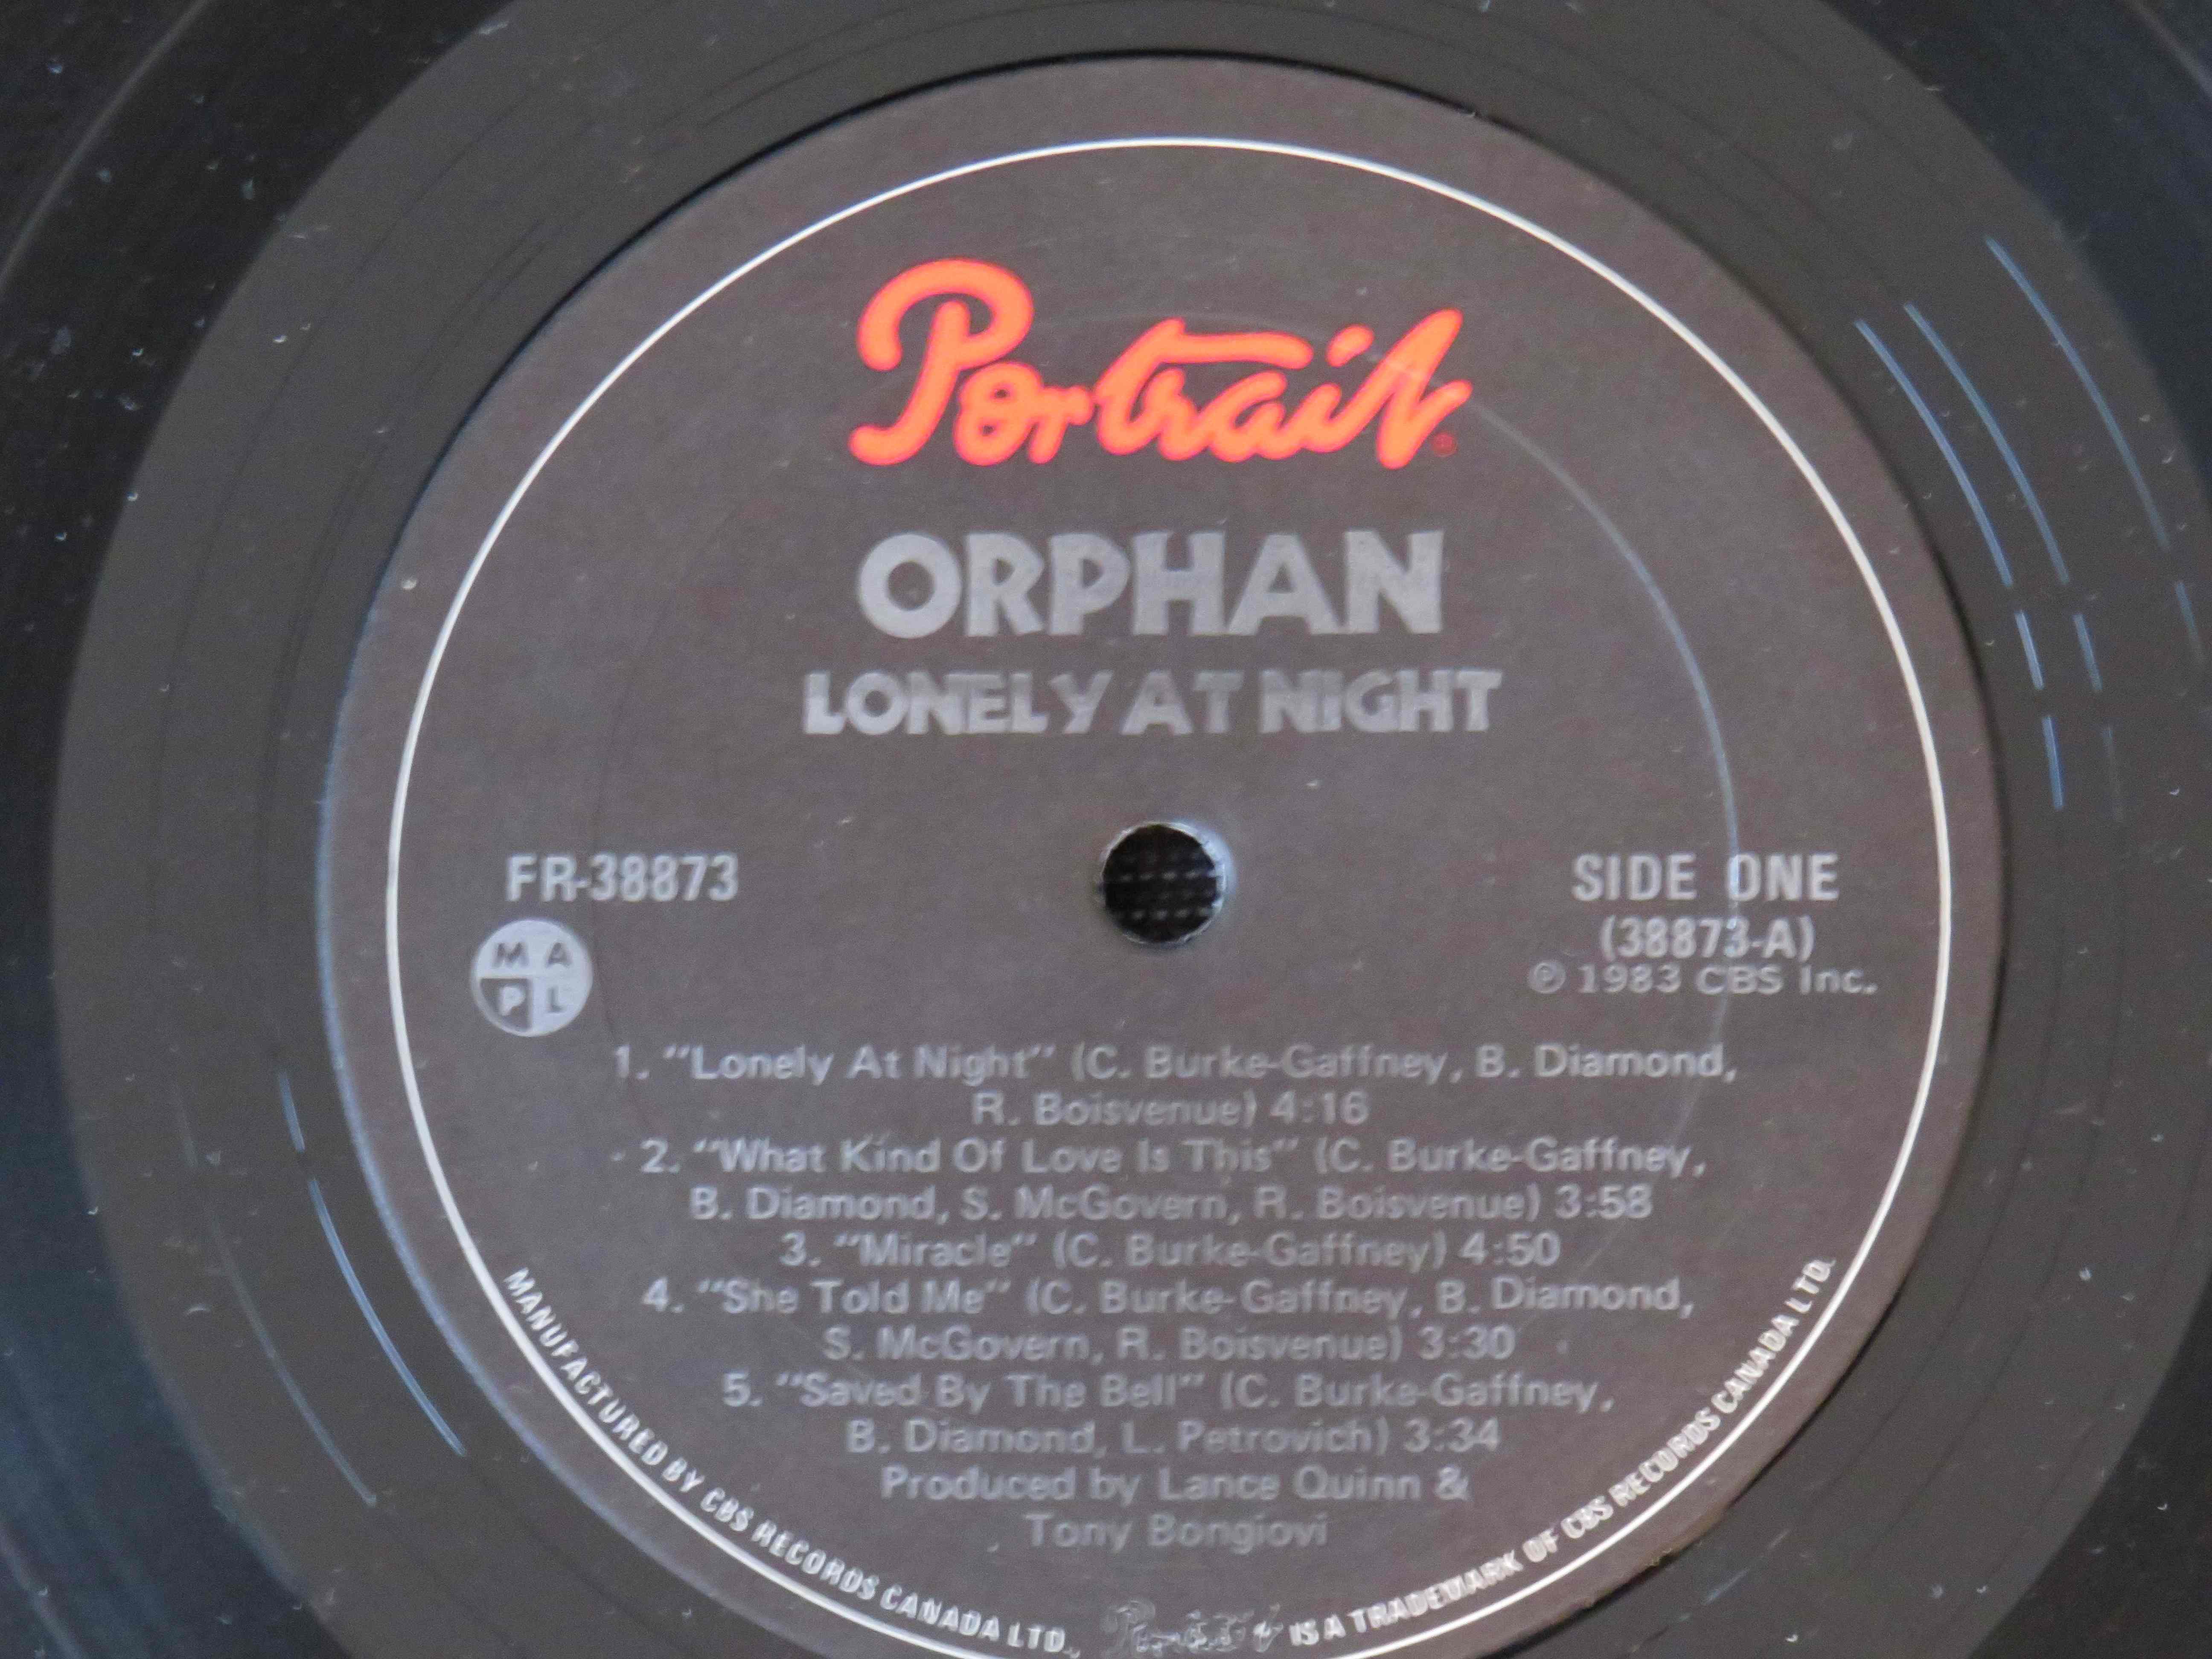 Portrait®
ORPHAN
LONELY AT NIGHT
FR-38873
M A
P L
SIDE ONE
(38873-A)
℗ 1983 CBS Inc.
1. "Lonely At Night" (C. Burke-Gaffney, B. Diamond,
R. Boisvenue) 4:16
2. "What Kind Of Love Is This" (C. Burke-Gaffney,
B. Diamond, S. McGovern, R. Boisvenue) 3:58
3. "Miracle" (C. Burke-Gaffney) 4:50
4. "She Told Me" (C. Burke-Gaffney, B. Diamond,
S. McGovern, R. Boisvenue) 3:30
5. "Saved By The Bell" (C. Burke-Gaffney,
B. Diamond, L. Petrovich) 3:34
Produced by Lance Quinn &
Tony Bongiovi
MANUFACTURED BY CBS RECORDS CANADA LTD., Portrait IS A TRADEMARK OF CBS RECORDS CANADA LTD.